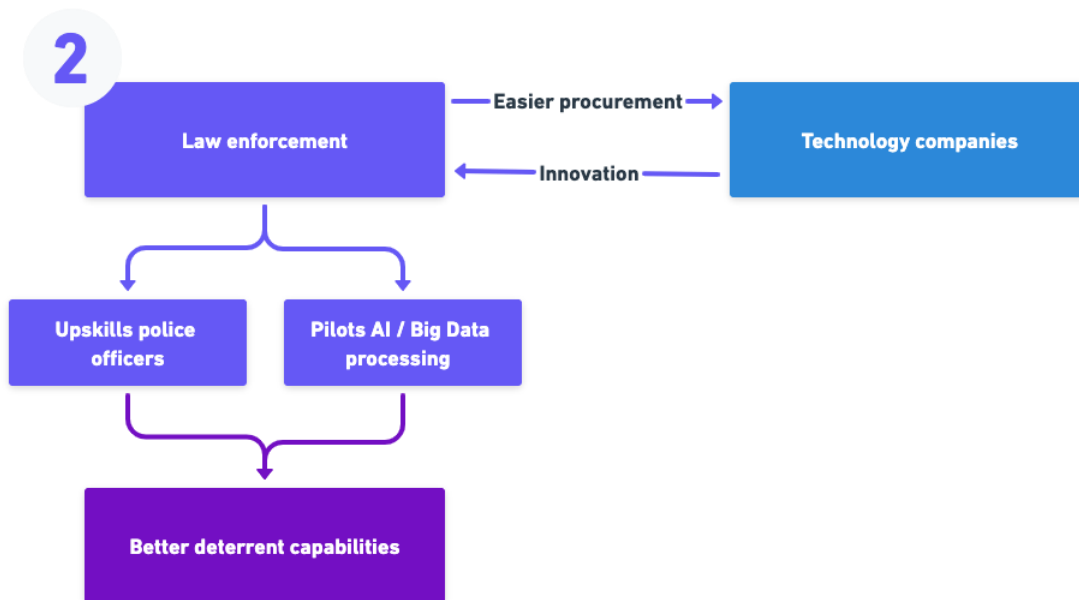 2
Easier procurement
Law enforcement
Technology companies
Innovation
Upskills police
officers
Pilots AI / Big Data
processing
Better deterrent capabilities